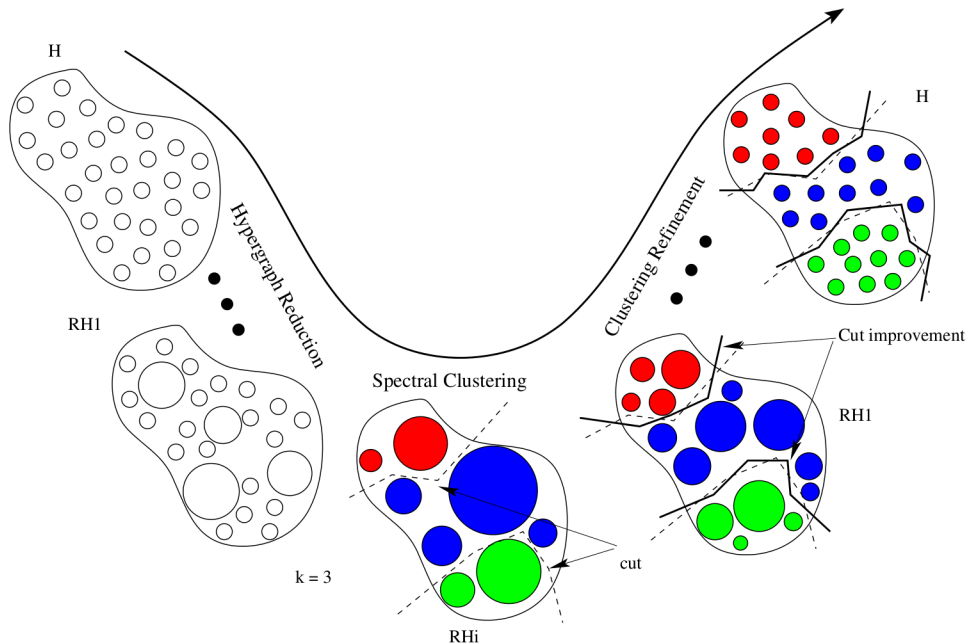 H
H
Hypergraph Reduction
Clustering Refinement
RH1
Cut improvement
Spectral Clustering
RH1
cut
k = 3
RHi